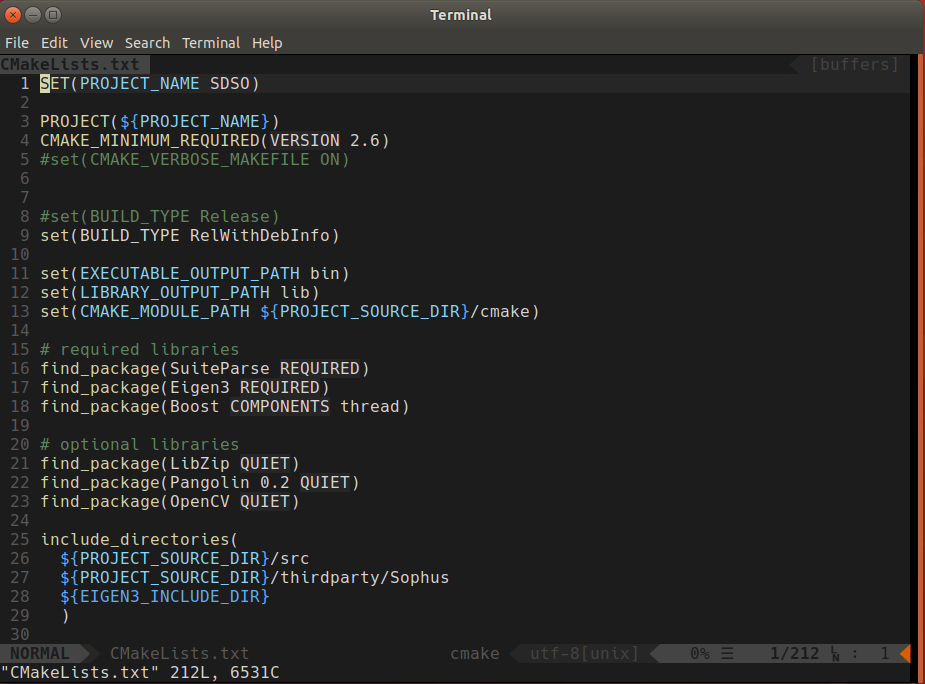 Terminal
File Edit View Search Terminal Help
CMakeLists.txt [buffers]
1 SET(PROJECT_NAME SDSO)
2
3 PROJECT(${PROJECT_NAME})
4 CMAKE_MINIMUM_REQUIRED(VERSION 2.6)
5 #set(CMAKE_VERBOSE_MAKEFILE ON)
6
7
8 #set(BUILD_TYPE Release)
9 set(BUILD_TYPE RelWithDebInfo)
10
11 set(EXECUTABLE_OUTPUT_PATH bin)
12 set(LIBRARY_OUTPUT_PATH lib)
13 set(CMAKE_MODULE_PATH ${PROJECT_SOURCE_DIR}/cmake)
14
15 # required libraries
16 find_package(SuiteParse REQUIRED)
17 find_package(Eigen3 REQUIRED)
18 find_package(Boost COMPONENTS thread)
19
20 # optional libraries
21 find_package(LibZip QUIET)
22 find_package(Pangolin 0.2 QUIET)
23 find_package(OpenCV QUIET)
24
25 include_directories(
26   ${PROJECT_SOURCE_DIR}/src
27   ${PROJECT_SOURCE_DIR}/thirdparty/Sophus
28   ${EIGEN3_INCLUDE_DIR}
29   )
30
NORMAL CMakeLists.txt cmake utf-8[unix] 0% ☰ 1/212 ㏑ : 1
"CMakeLists.txt" 212L, 6531C